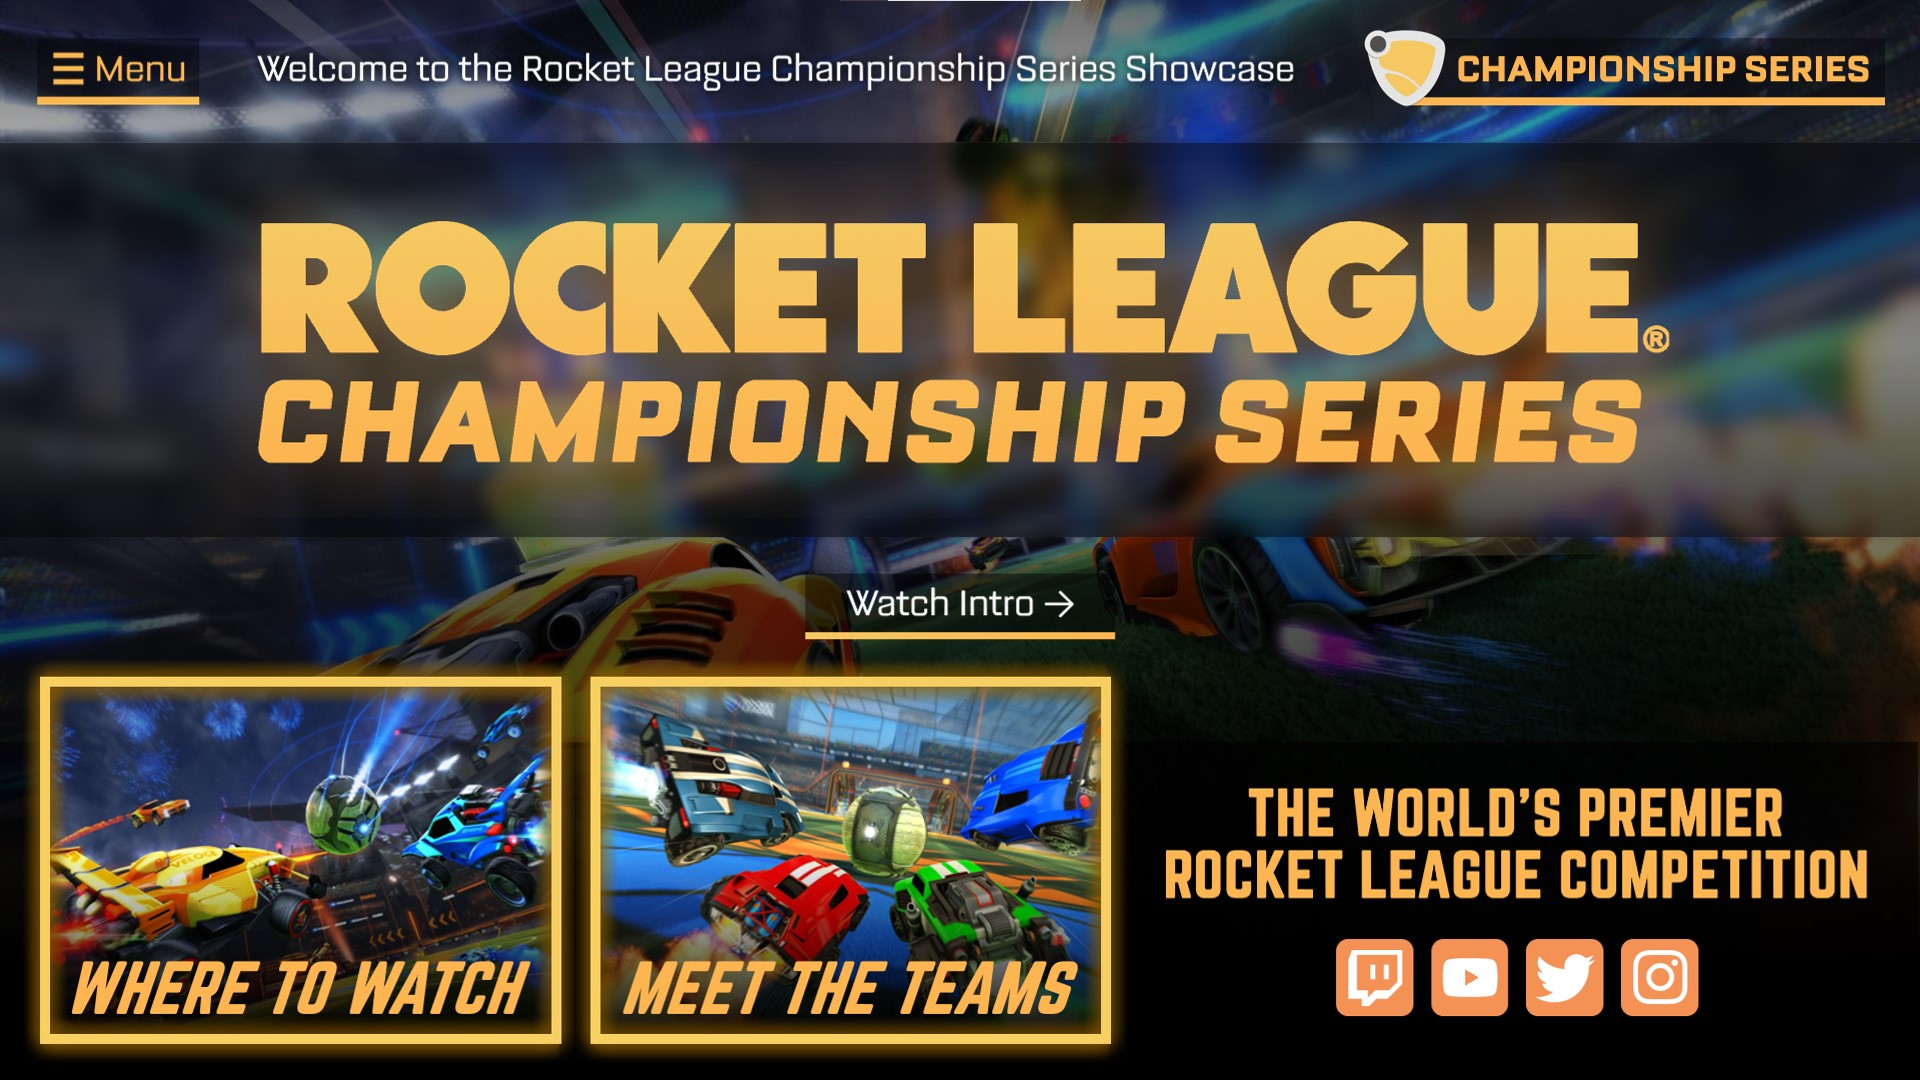 Menu
Welcome to the Rocket League Championship Series Showcase
CHAMPIONSHIP SERIES
ROCKET LEAGUE®
CHAMPIONSHIP SERIES
Watch Intro →
VELOCE
WHERE TO WATCH
MEET THE TEAMS
THE WORLD’S PREMIER
ROCKET LEAGUE COMPETITION